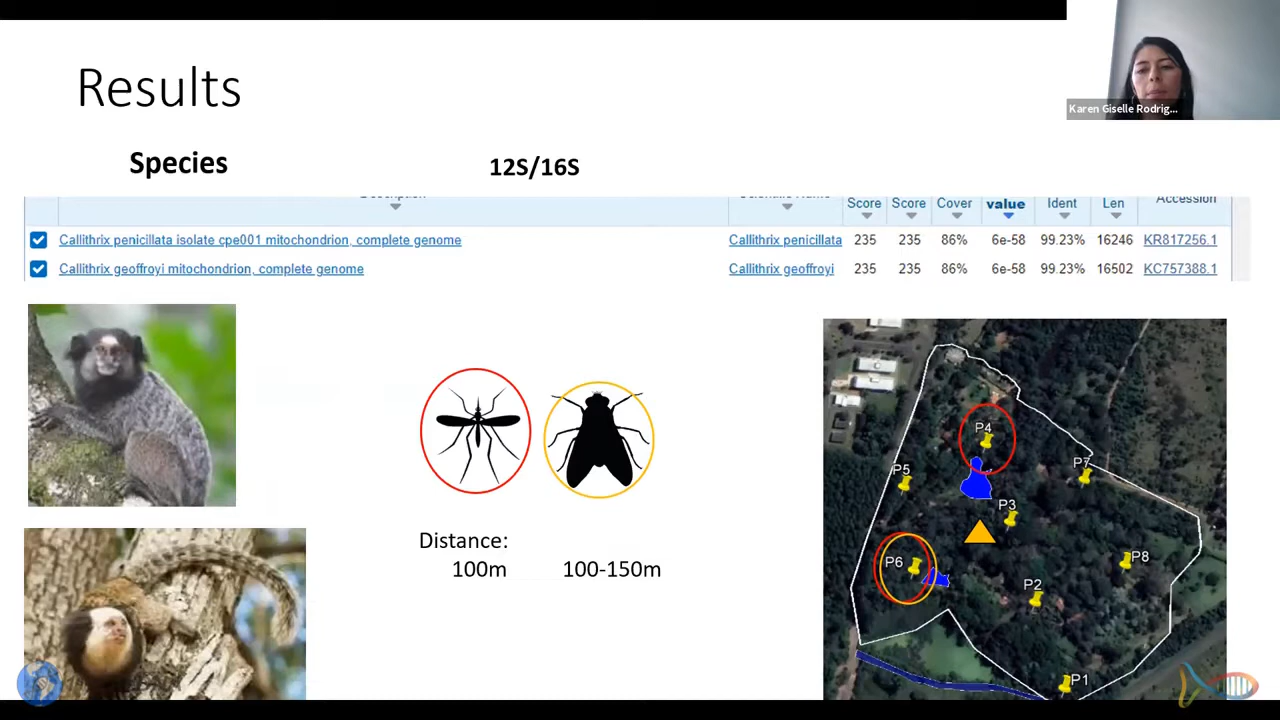 Results
Karen Giselle Rodrig...
Species
12S/16S
Description
Scientific Name
Score Score Cover value Ident Len Accession
Callithrix penicillata isolate cpe001 mitochondrion, complete genome Callithrix penicillata 235 235 86% 6e-58 99.23% 16246 KR817256.1
Callithrix geoffroyi mitochondrion, complete genome Callithrix geoffroyi 235 235 86% 6e-58 99.23% 16502 KC757388.1
Distance:
100m 100-150m
P4
P7
P5
P3
P6
P8
P2
P1